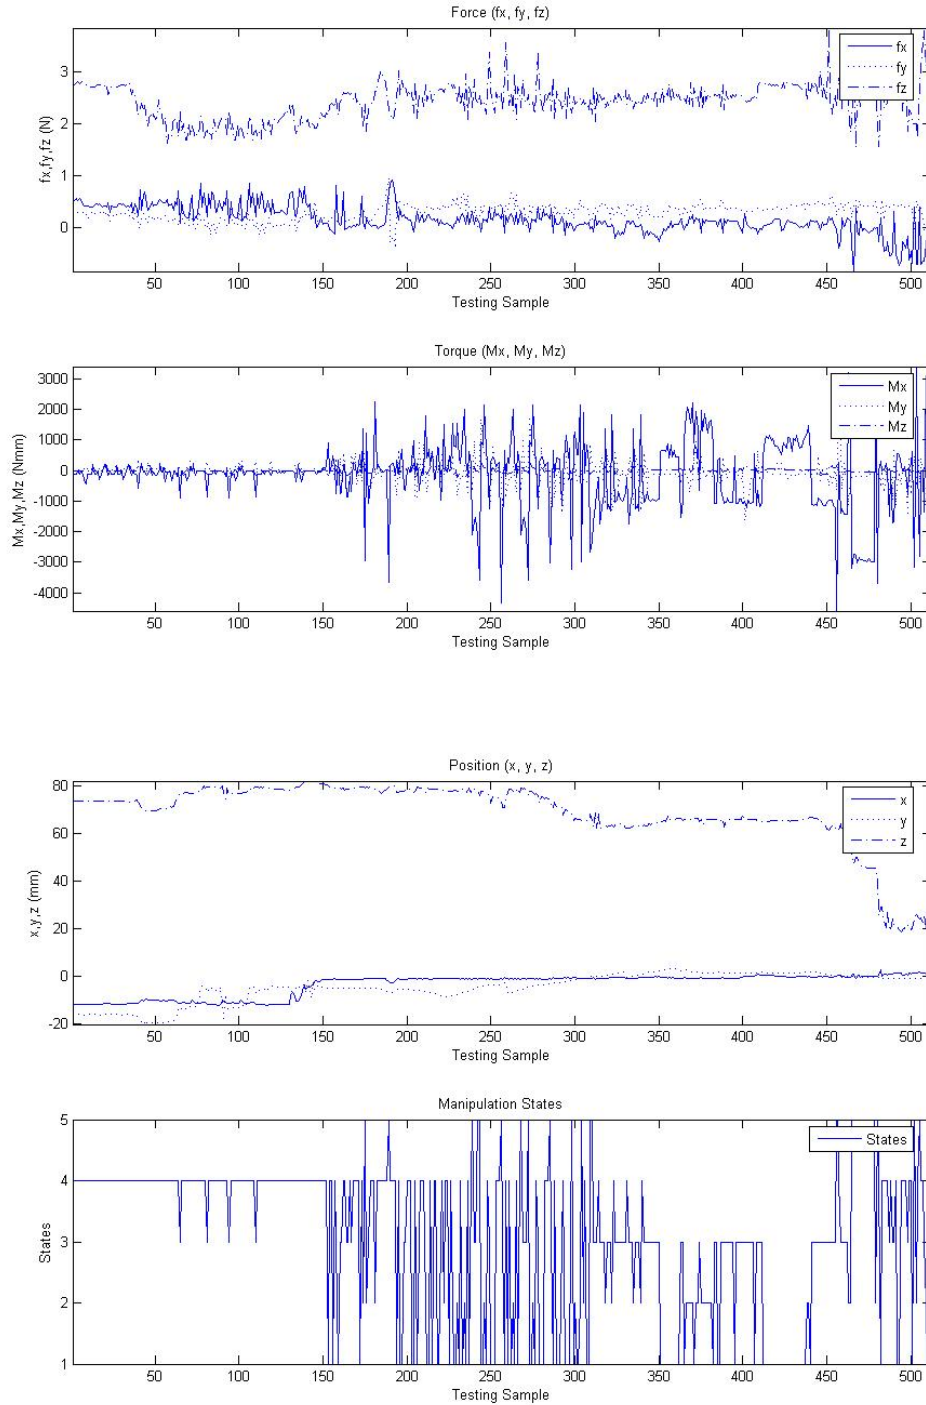 Force (fx, fy, fz)
fx
fy
fz
3
2
1
0
fx,fy,fz (N)
50 100 150 200 250 300 350 400 450 500
Testing Sample
Torque (Mx, My, Mz)
Mx
My
Mz
3000
2000
1000
0
-1000
-2000
-3000
-4000
Mx,My,Mz (Nmm)
50 100 150 200 250 300 350 400 450 500
Testing Sample
Position (x, y, z)
x
y
z
80
60
40
20
0
-20
x,y,z (mm)
50 100 150 200 250 300 350 400 450 500
Testing Sample
Manipulation States
States
5
4
3
2
1
States
50 100 150 200 250 300 350 400 450 500
Testing Sample